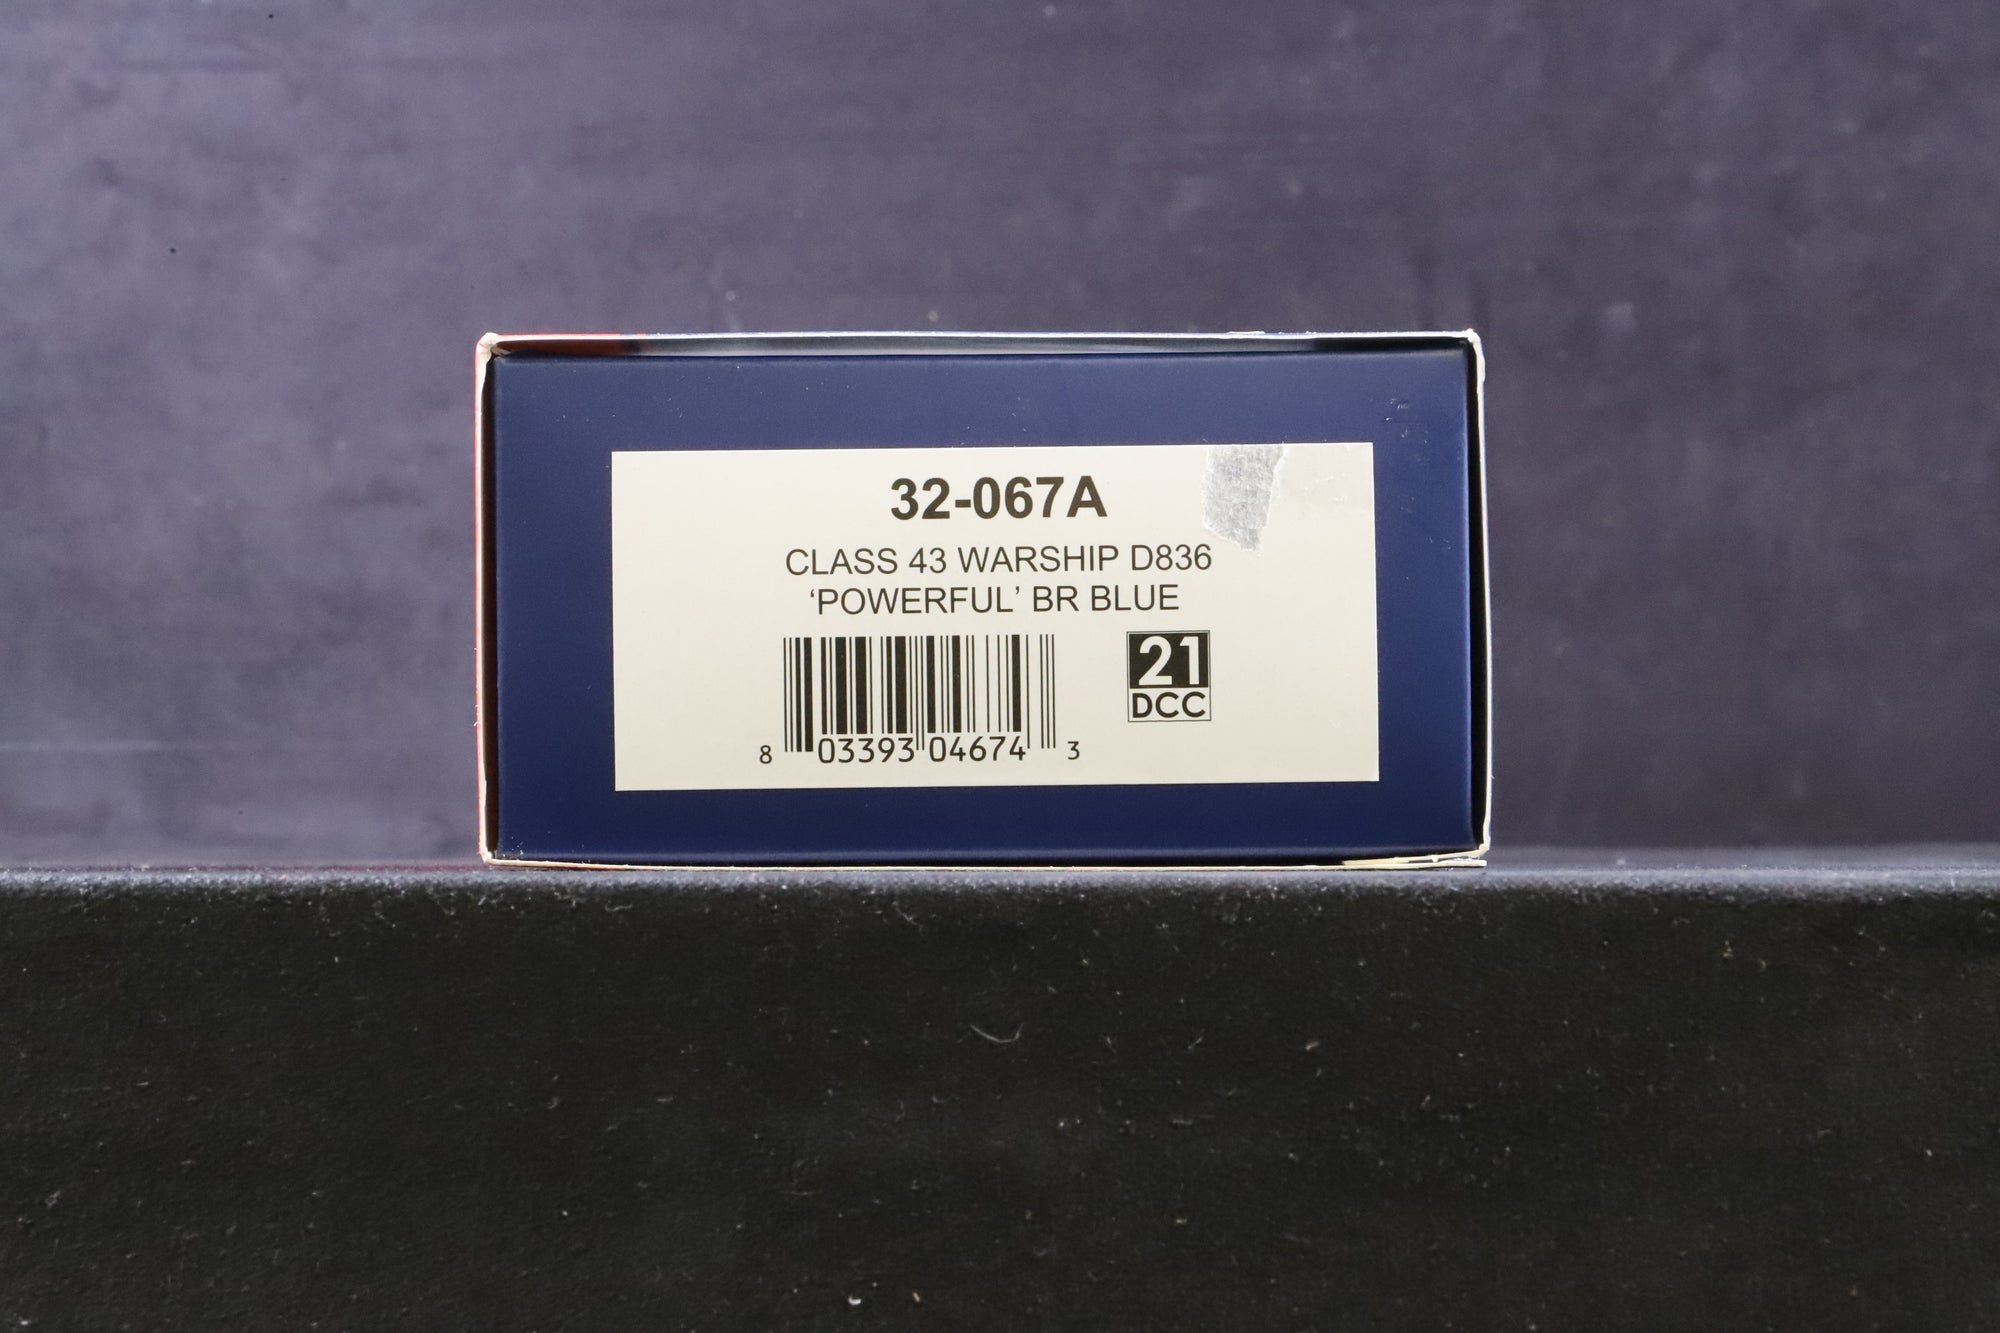 32-067A
CLASS 43 WARSHIP D836
‘POWERFUL’ BR BLUE
21
DCC
8 03393 04674 3